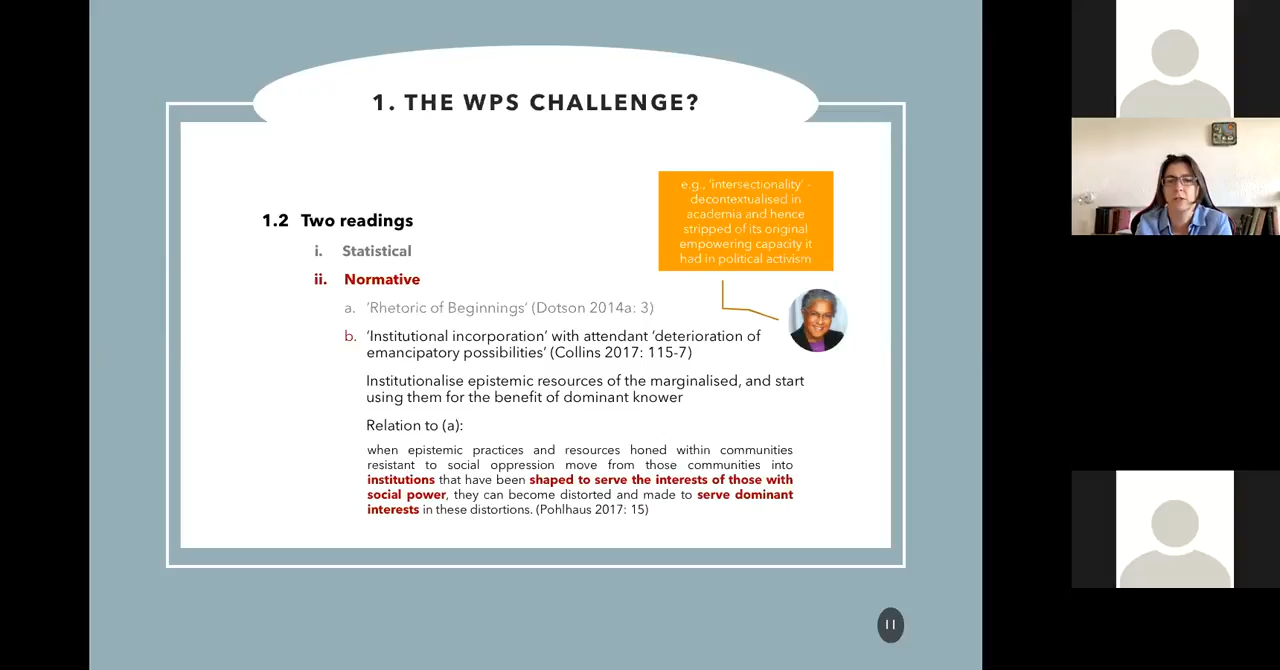 1. THE WPS CHALLENGE?
e.g., 'Intersectionality' -
decontextualised in
academia and hence
stripped of its original
empowering capacity it
had in political activism
1.2 Two readings
i. Statistical
ii. Normative
a. 'Rhetoric of Beginnings' (Dotson 2014a: 3)
b. 'Institutional incorporation' with attendant 'deterioration of
emancipatory possibilities' (Collins 2017: 115-7)
Institutionalise epistemic resources of the marginalised, and start
using them for the benefit of dominant knower
Relation to (a):
when epistemic practices and resources honed within communities
resistant to social oppression move from those communities into
institutions that have been shaped to serve the interests of those with
social power, they can become distorted and made to serve dominant
interests in these distortions. (Pohlhaus 2017: 15)
11